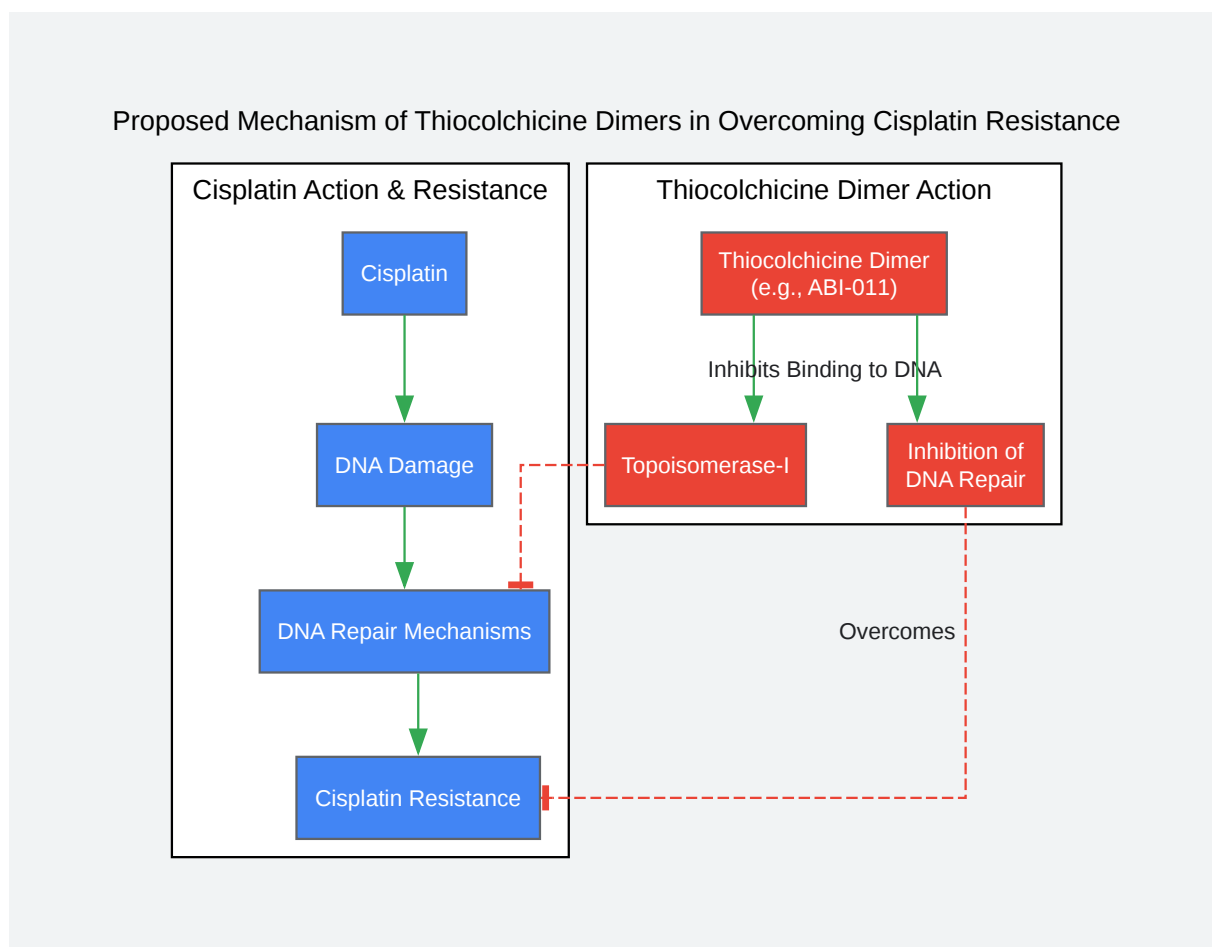 Proposed Mechanism of Thiocolchicine Dimers in Overcoming Cisplatin Resistance
Cisplatin Action & Resistance
Cisplatin
DNA Damage
DNA Repair Mechanisms
Cisplatin Resistance
Thiocolchicine Dimer Action
Thiocolchicine Dimer
(e.g., ABI-011)
Inhibits Binding to DNA
Topoisomerase-I
Inhibition of
DNA Repair
Overcomes